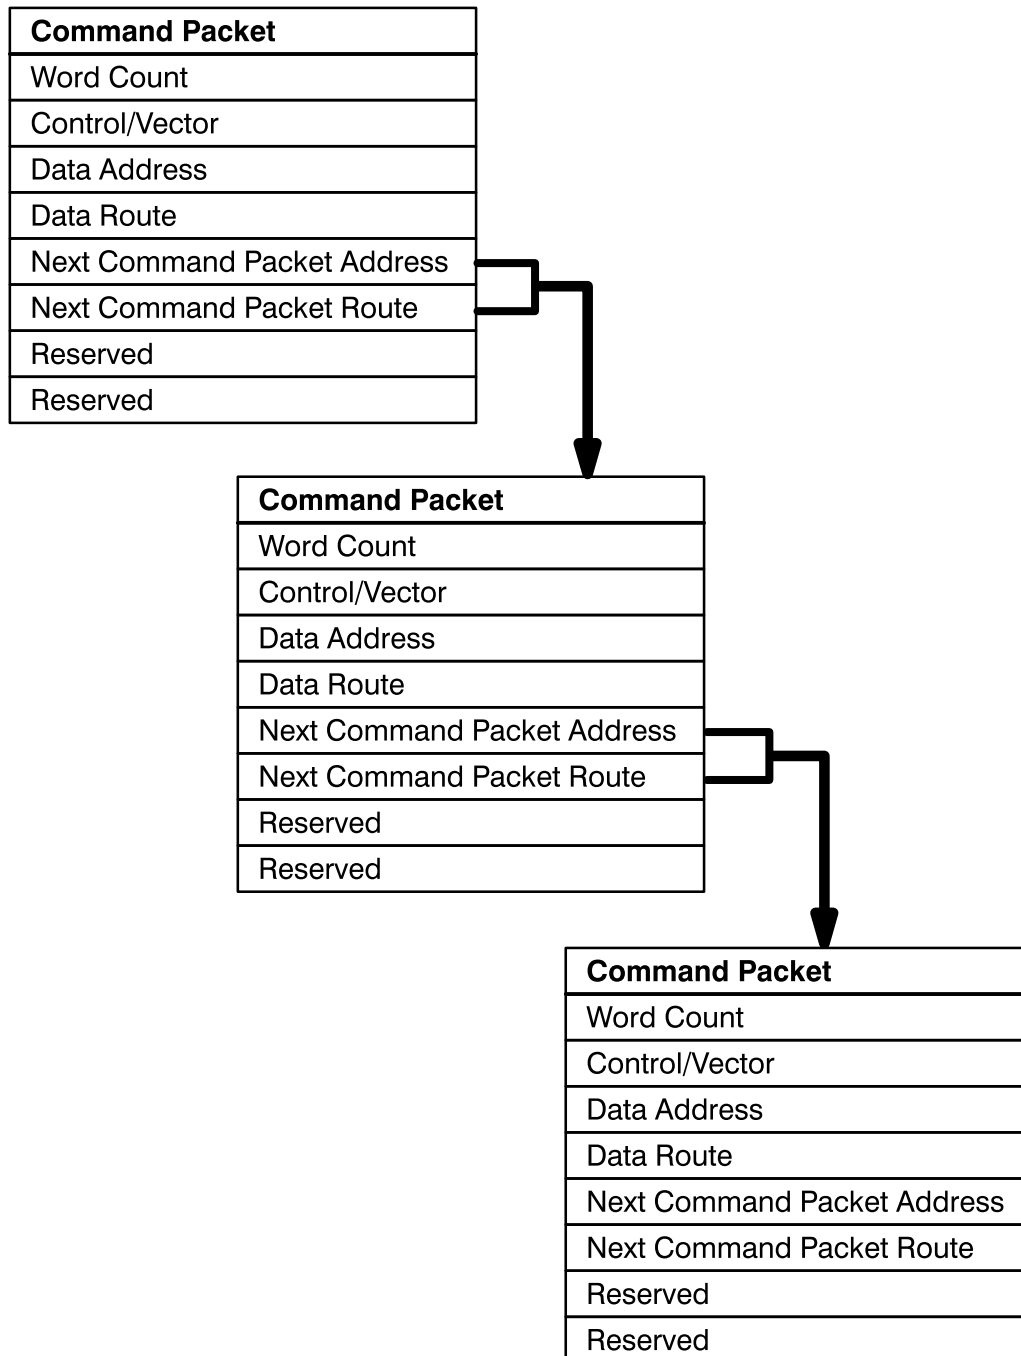 Command Packet
Word Count
Control/Vector
Data Address
Data Route
Next Command Packet Address
Next Command Packet Route
Reserved
Reserved
Command Packet
Word Count
Control/Vector
Data Address
Data Route
Next Command Packet Address
Next Command Packet Route
Reserved
Reserved
Command Packet
Word Count
Control/Vector
Data Address
Data Route
Next Command Packet Address
Next Command Packet Route
Reserved
Reserved